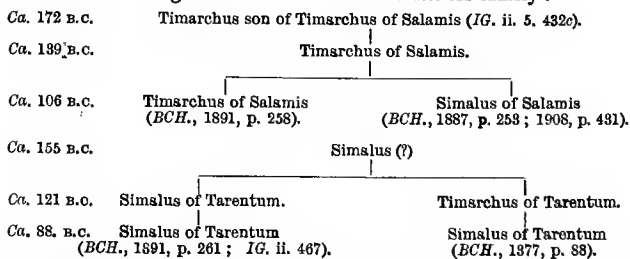 Ca. 172 B.C. Timarchus son of Timarchus of Salamis (IG. ii. 5. 432c).
Ca. 139 B.C. Timarchus of Salamis.
Ca. 106 B.C. Timarchus of Salamis Simalus of Salamis
(BCH., 1891, p. 258). (BCH., 1887, p. 253 ; 1908, p. 431).
Ca. 155 B.C. Simalus (?)
Ca. 121 B.C. Simalus of Tarentum. Timarchus of Tarentum.
Ca. 88. B.C. Simalus of Tarentum Simalus of Tarentum
(BCH., 1891, p. 261 ; IG. ii. 467). (BCH., 1377, p. 88).